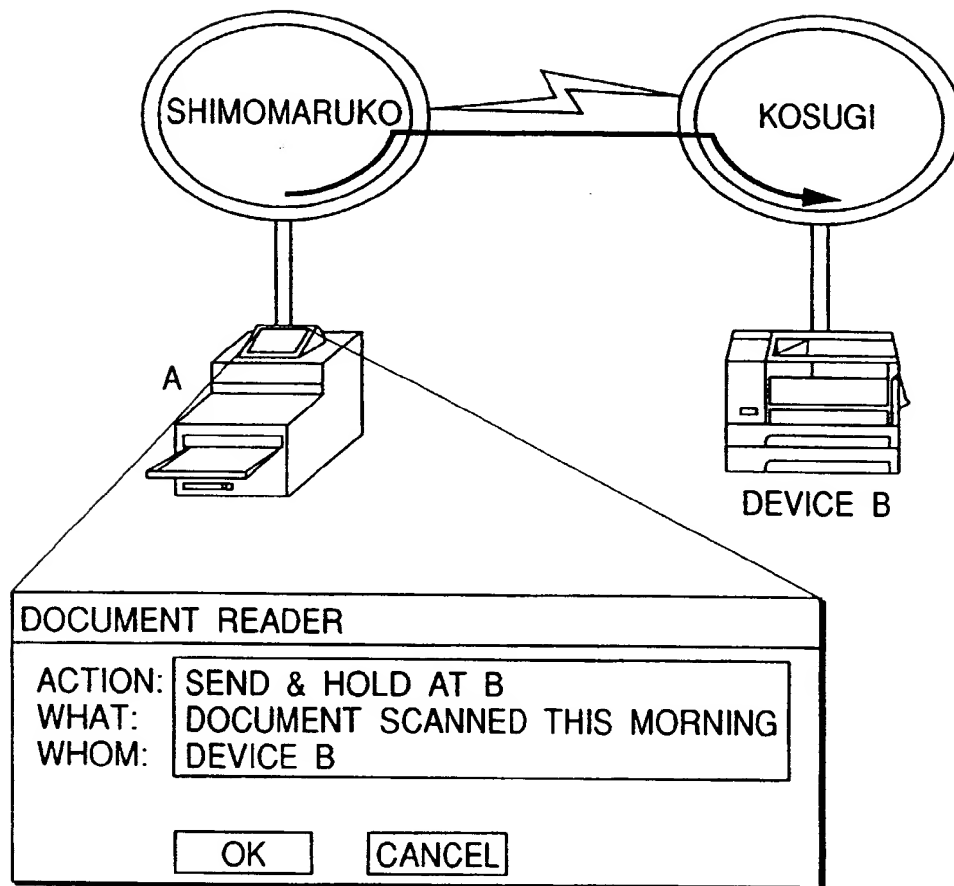 SHIMOMARUKO
KOSUGI
A
DEVICE B
DOCUMENT READER
ACTION: SEND & HOLD AT B
WHAT: DOCUMENT SCANNED THIS MORNING
WHOM: DEVICE B
OK CANCEL